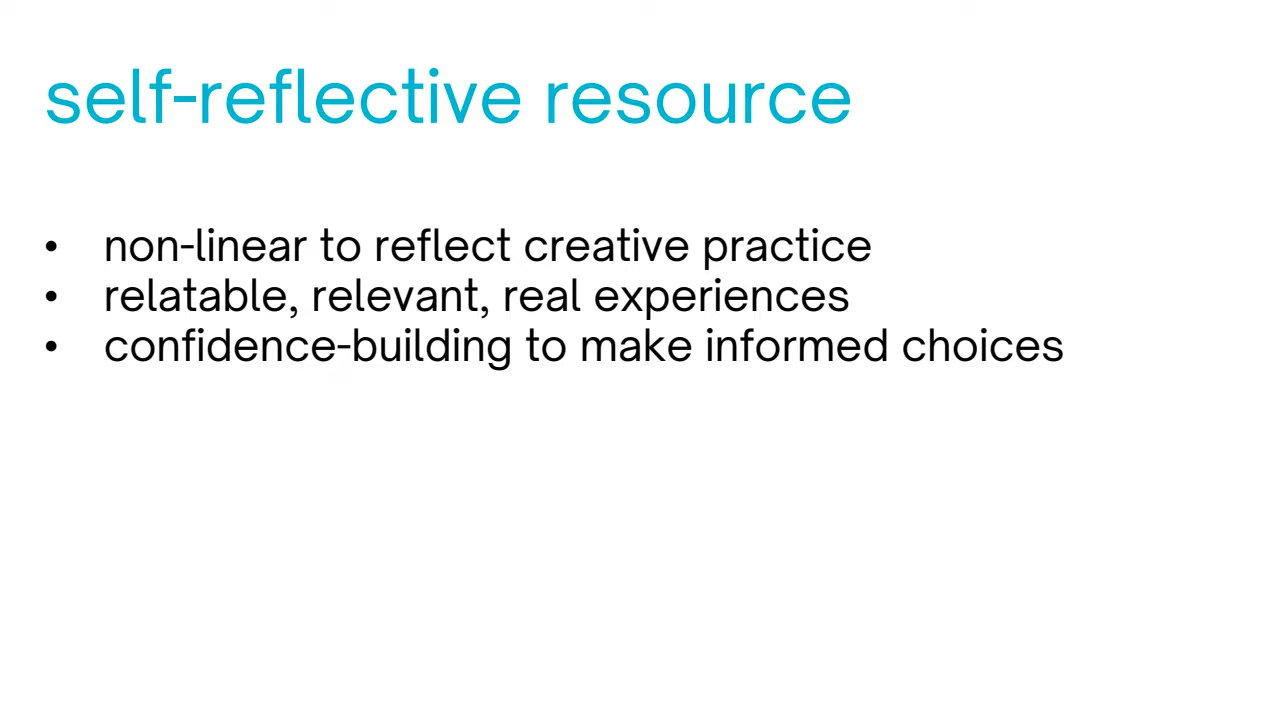 self-reflective resource
• non-linear to reflect creative practice
• relatable, relevant, real experiences
• confidence-building to make informed choices